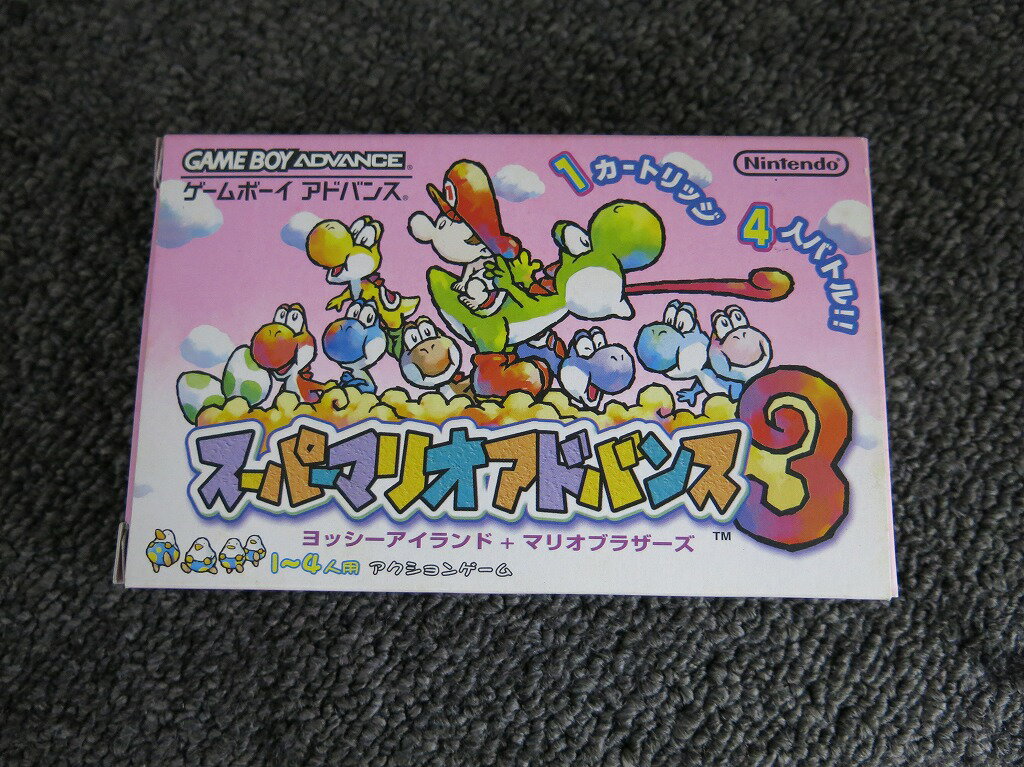 GAME BOY ADVANCE®
ゲームボーイ アドバンス®
1カートリッジ
4人バトル!!
Nintendo®
スーパーマリオアドバンス3
ヨッシーアイランド + マリオブラザーズ ™
1〜4人用 アクションゲーム